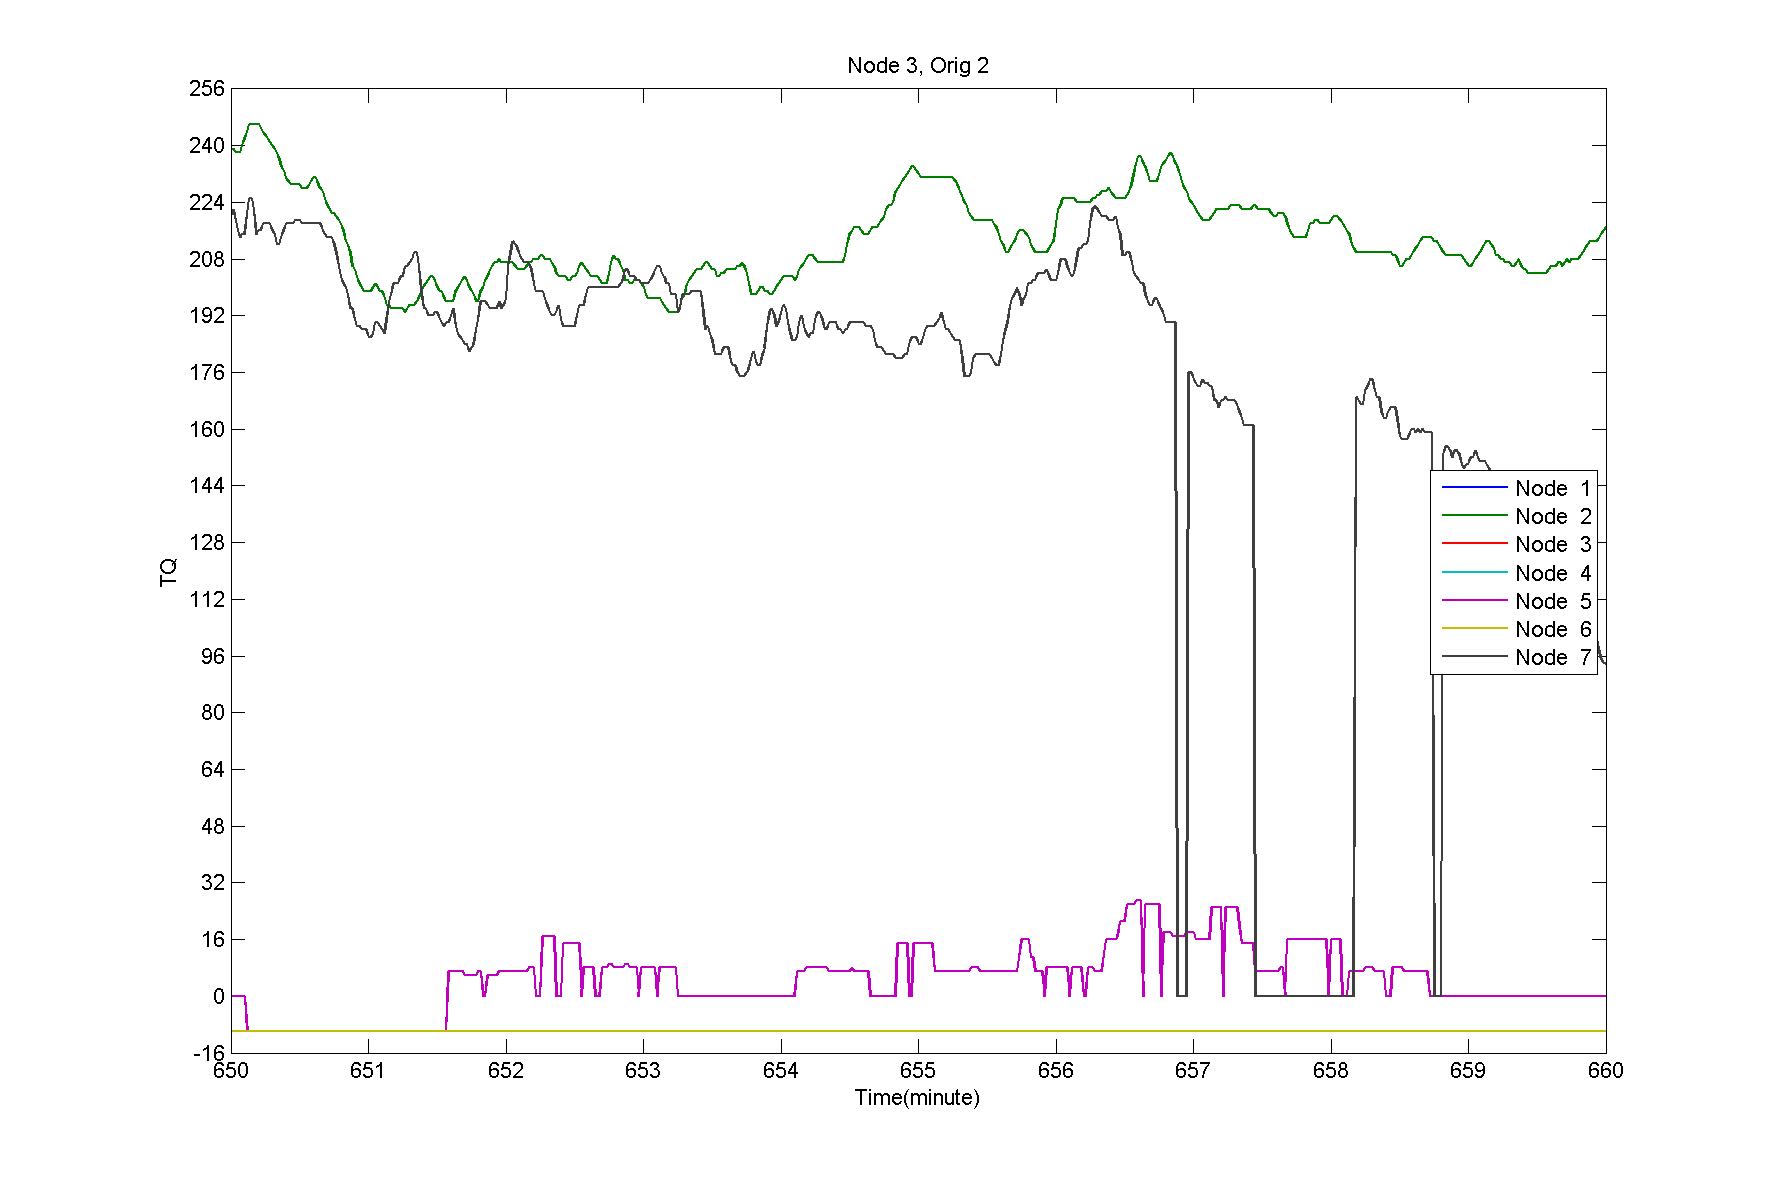 Node 3, Orig 2
256
240
224
208
192
176
160
144
128
112
96
80
64
48
32
16
0
-16
TQ
Node 1
Node 2
Node 3
Node 4
Node 5
Node 6
Node 7
650 651 652 653 654 655 656 657 658 659 660
Time(minute)